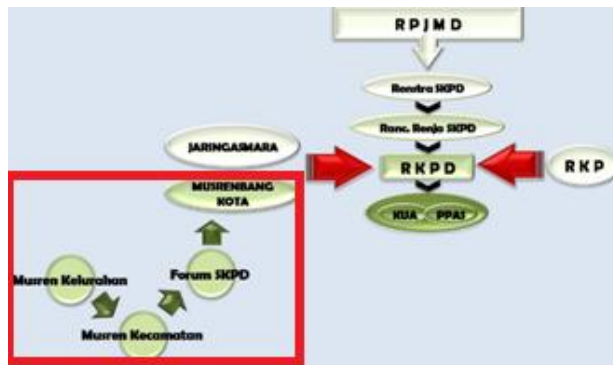 RPJMD
Renstra SKPD
Ranc. Renja SKPD
JARINGASMARA
RKPD
RKP
MUSRENBANG
KOTA
KUA PPAS
Forum SKPD
Musren Kelurahan
Musren Kecamatan